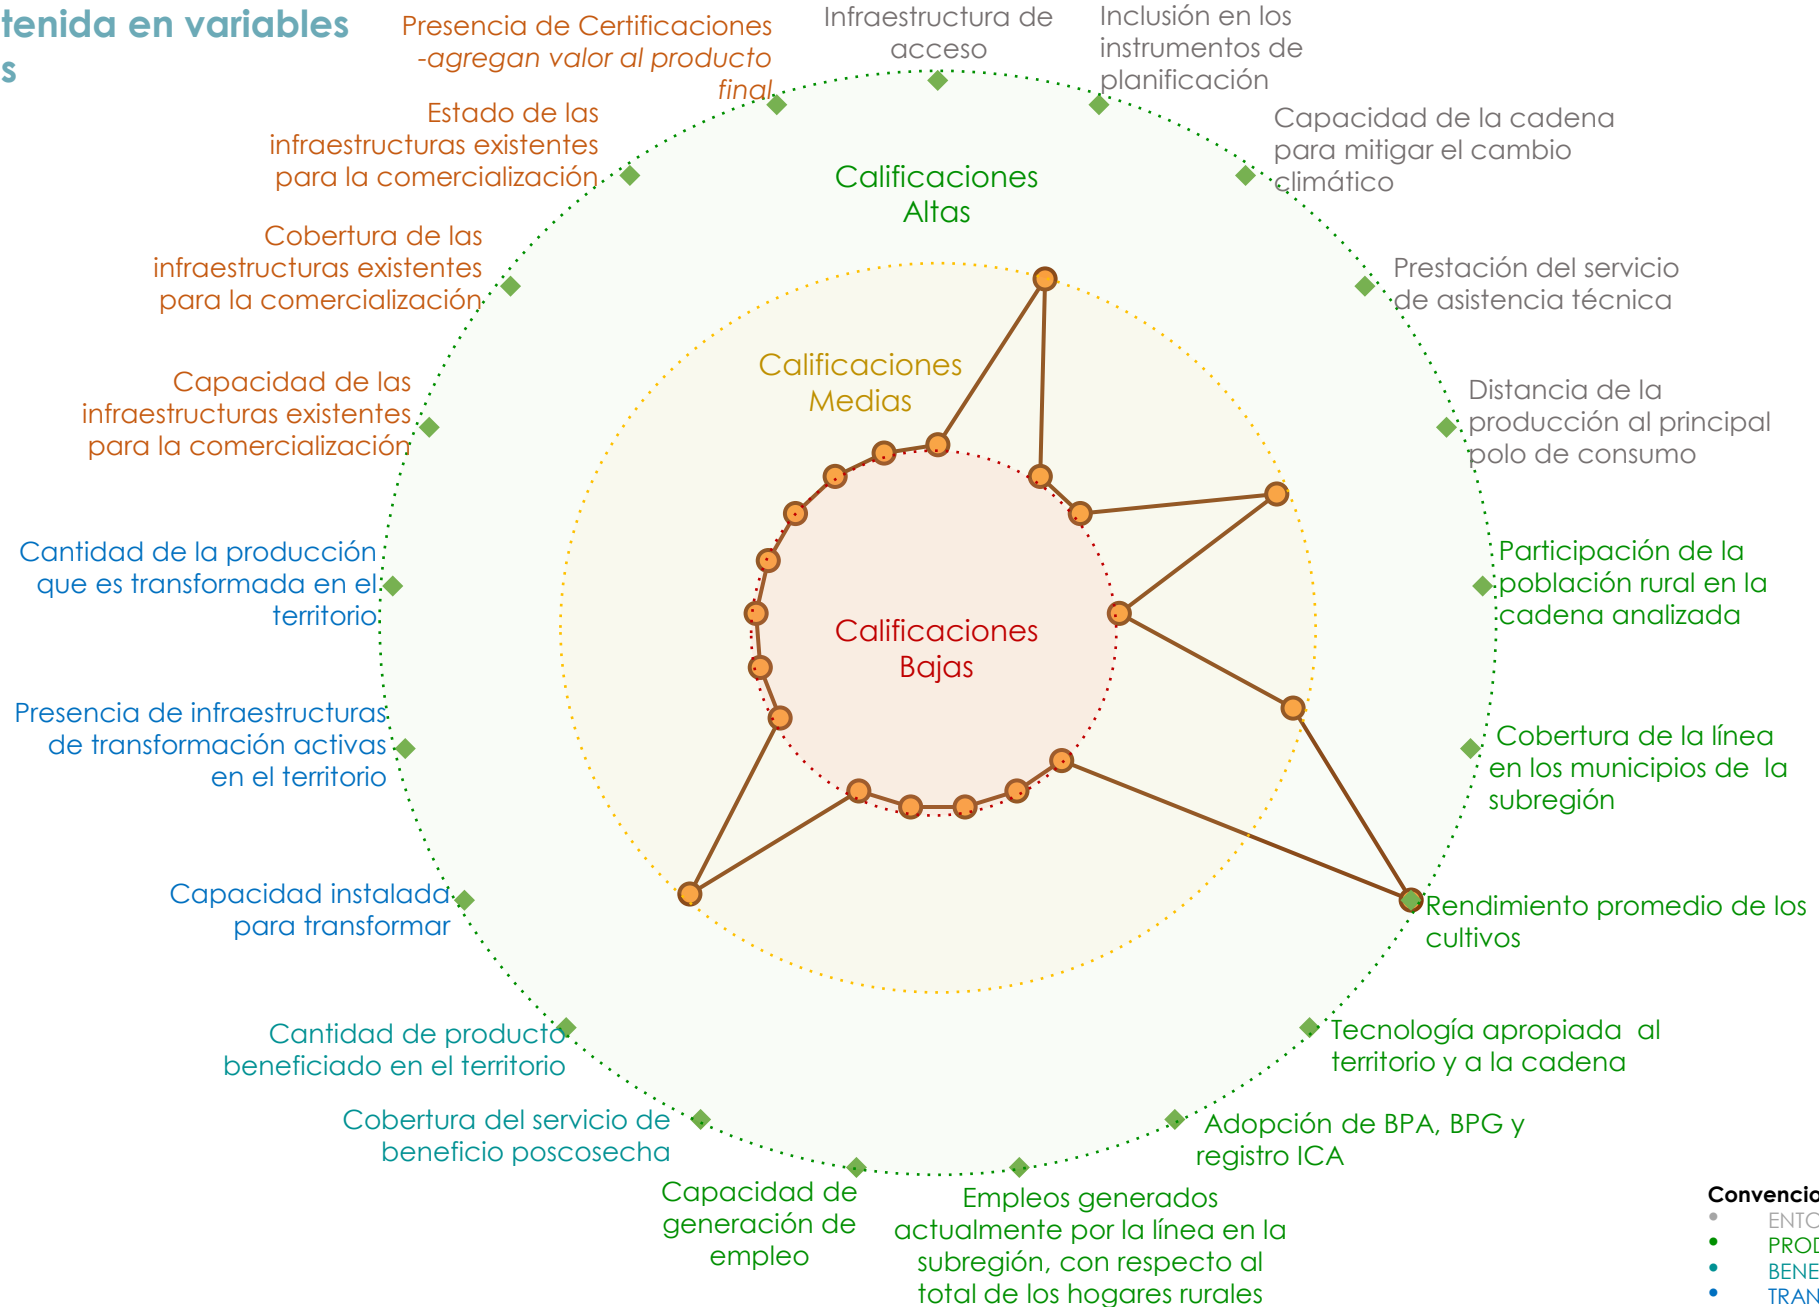 tenida en variables
s
Presencia de Certificaciones
-agregan valor al producto
final
Infraestructura de
acceso
Inclusión en los
instrumentos de
planificación
Estado de las
infraestructuras existentes
para la comercialización
Capacidad de la cadena
para mitigar el cambio
climático
Calificaciones
Altas
Cobertura de las
infraestructuras existentes
para la comercialización
Prestación del servicio
de asistencia técnica
Calificaciones
Medias
Capacidad de las
infraestructuras existentes
para la comercialización
Distancia de la
producción al principal
polo de consumo
Cantidad de la producción
que es transformada en el
territorio
Participación de la
población rural en la
cadena analizada
Calificaciones
Bajas
Presencia de infraestructuras
de transformación activas
en el territorio
Cobertura de la línea
en los municipios de  la
subregión
Capacidad instalada
para transformar
Rendimiento promedio de los
cultivos
Cantidad de producto
beneficiado en el territorio
Tecnología apropiada  al
territorio y a la cadena
Cobertura del servicio de
beneficio poscosecha
Adopción de BPA, BPG y
registro ICA
Capacidad de
generación de
empleo
Empleos generados
actualmente por la línea en la
subregión, con respecto al
total de los hogares rurales
Convencio
• ENTO
• PROD
• BENE
• TRAN